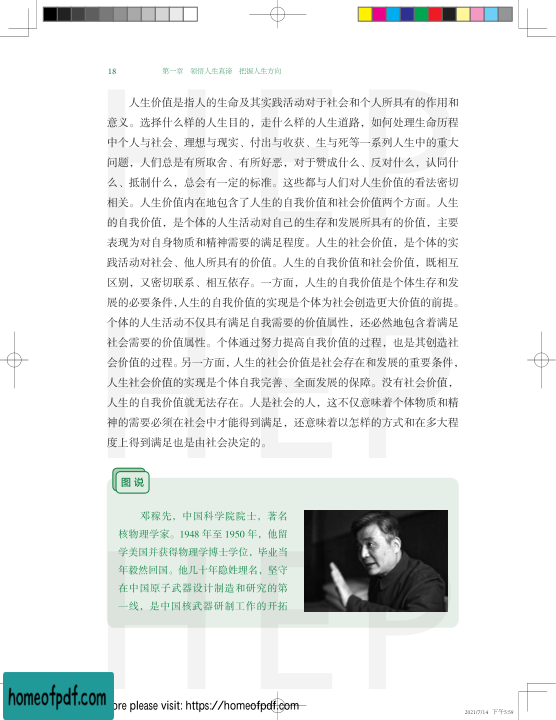 18
第一章 领悟人生真谛 把握人生方向
人生价值是指人的生命及其实践活动对于社会和个人所具有的作用和
意义。选择什么样的人生目的，走什么样的人生道路，如何处理生命历程
中个人与社会、理想与现实、付出与收获、生与死等一系列人生中的重大
问题，人们总是有所取舍、有所好恶，对于赞成什么、反对什么，认同什
么、抵制什么，总会有一定的标准。这些都与人们对人生价值的看法密切
相关。人生价值内在地包含了人生的自我价值和社会价值两个方面。人生
的自我价值，是个体的人生活动对自己的生存和发展所具有的价值，主要
表现为对自身物质和精神需要的满足程度。人生的社会价值，是个体的实
践活动对社会、他人所具有的价值。人生的自我价值和社会价值，既相互
区别，又密切联系、相互依存。一方面，人生的自我价值是个体生存和发
展的必要条件，人生的自我价值的实现是个体为社会创造更大价值的前提。
个体的人生活动不仅具有满足自我需要的价值属性，还必然地包含着满足
社会需要的价值属性。个体通过努力提高自我价值的过程，也是其创造社
会价值的过程。另一方面，人生的社会价值是社会存在和发展的重要条件，
人生社会价值的实现是个体自我完善、全面发展的保障。没有社会价值，
人生的自我价值就无法存在。人是社会的人，这不仅意味着个体物质和精
神的需要必须在社会中才能得到满足，还意味着以怎样的方式和在多大程
度上得到满足也是由社会决定的。
图说
邓稼先，中国科学院院士，著名
核物理学家。1948 年至 1950 年，他留
学美国并获得物理学博士学位，毕业当
年毅然回国。他几十年隐姓埋名，坚守
在中国原子武器设计制造和研究的第
一线，是中国核武器研制工作的开拓
HEP
HEP
HEP
homeofpdf.com
ore please visit: https://homeofpdf.com
2021/7/14 下午5:59